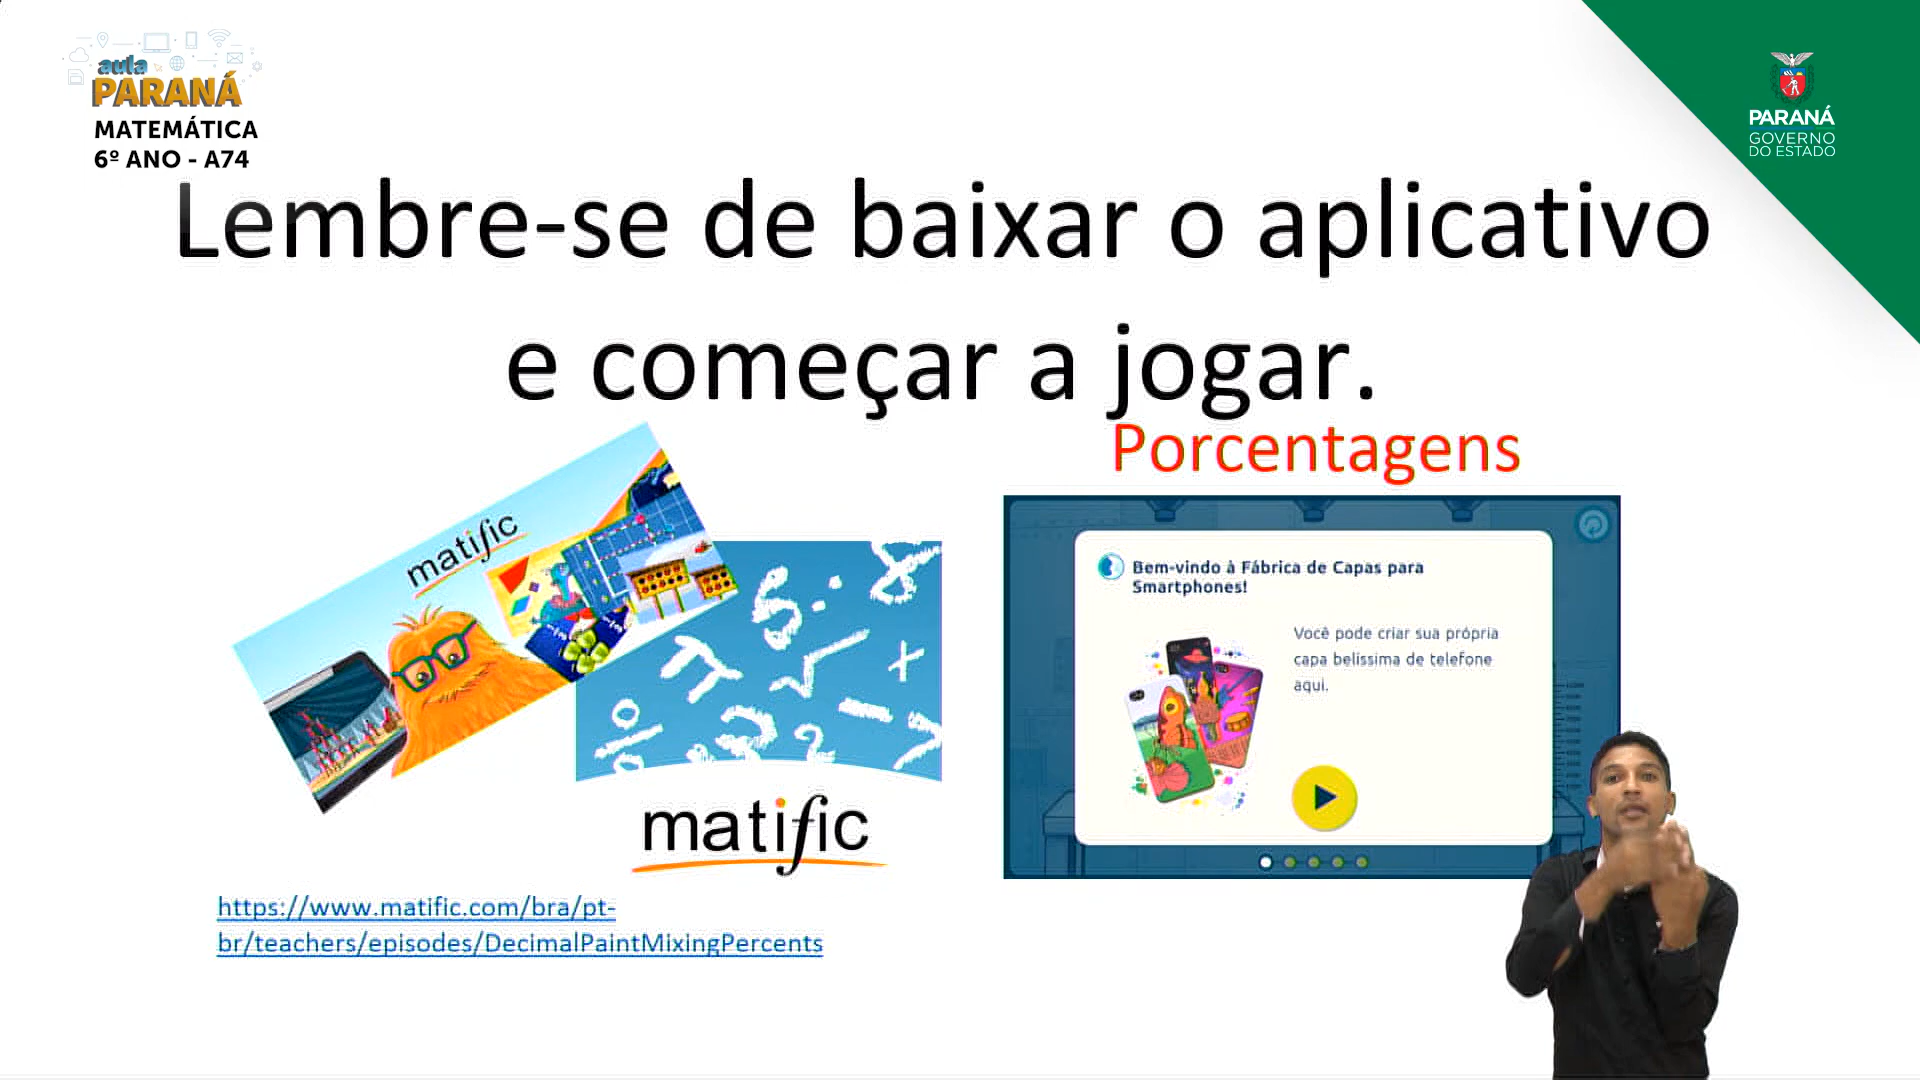 aula
PARANÁ
MATEMÁTICA
6º ANO - A74
PARANÁ
GOVERNO
DO ESTADO
Lembre-se de baixar o aplicativo
e começar a jogar.
Porcentagens
matific
Bem-vindo à Fábrica de Capas para
Smartphones!
Você pode criar sua própria
capa belíssima de telefone
aqui.
matific
https://www.matific.com/bra/pt-
br/teachers/episodes/DecimalPaintMixingPercents